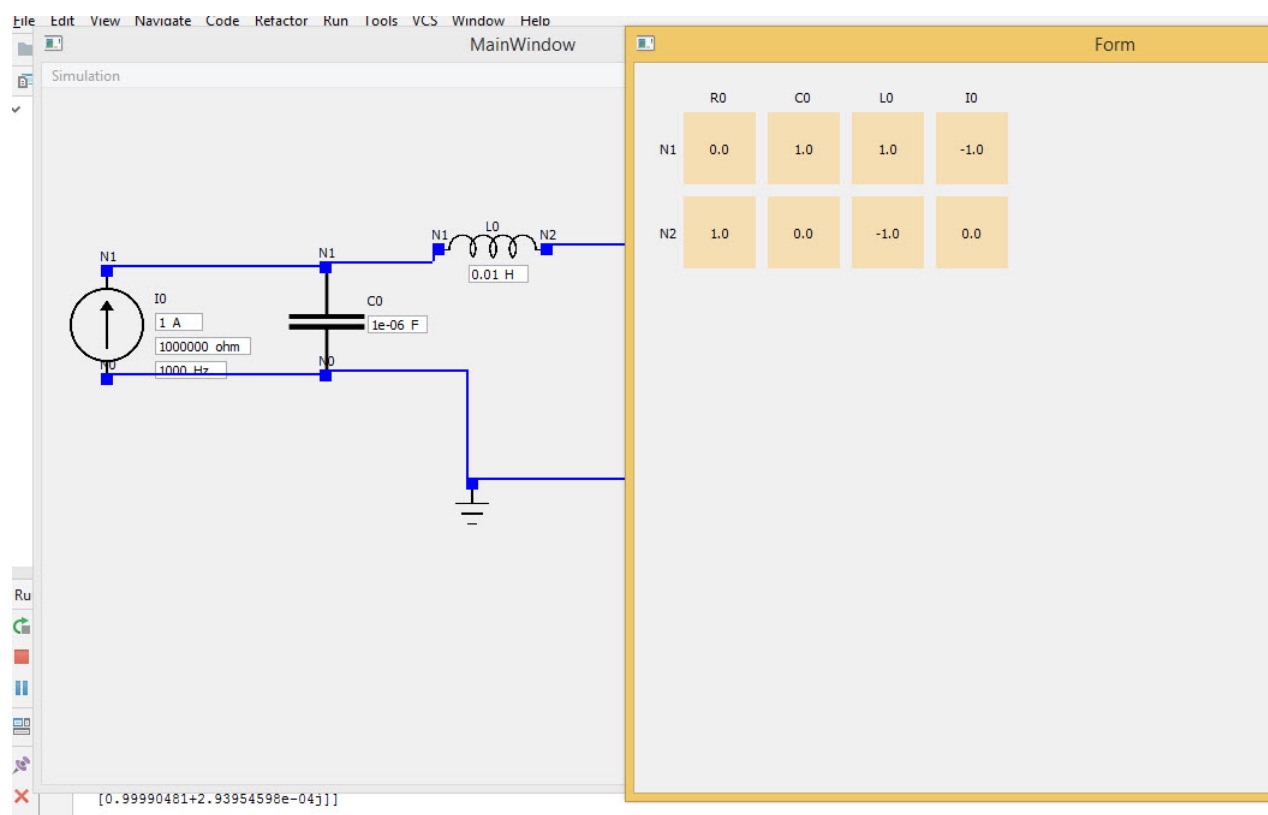 File Edit View Navigate Code Refactor Run Tools VCS Window Help
MainWindow
Simulation
N1
I0
1 A
1000000 ohm
1000 Hz
N0
N1
C0
1e-06 F
N0
N1
L0
N2
0.01 H
Ru
[0.99990481+2.93954598e-04j]]
Form
R0 C0 L0 I0
N1 0.0 1.0 1.0 -1.0
N2 1.0 0.0 -1.0 0.0